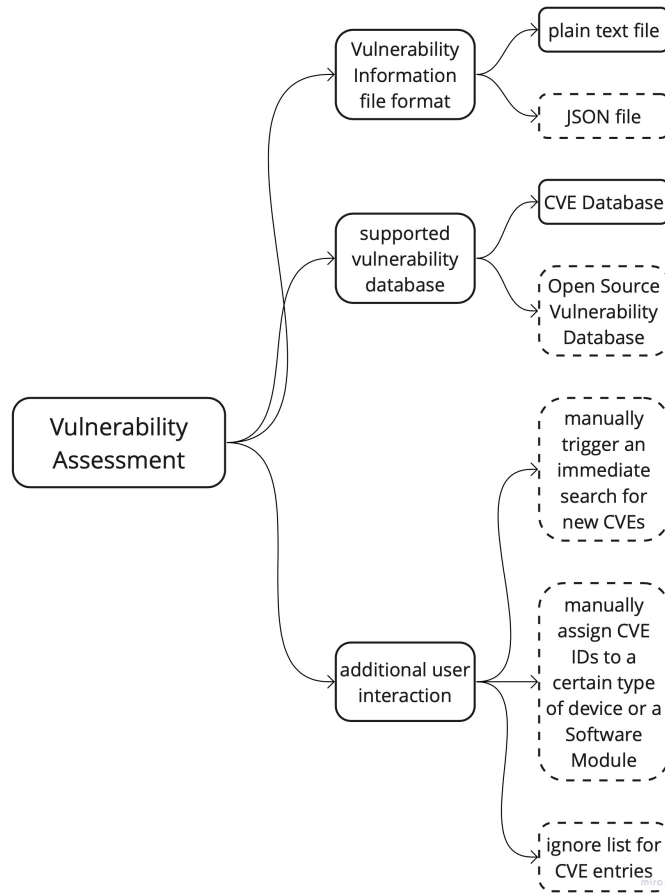 Vulnerability
Information
file format
plain text file
JSON file
supported
vulnerability
database
CVE Database
Open Source
Vulnerability
Database
Vulnerability
Assessment
manually
trigger an
immediate
search for
new CVEs
additional user
interaction
manually
assign CVE
IDs to a
certain type
of device or a
Software
Module
ignore list for
CVE entries
miro